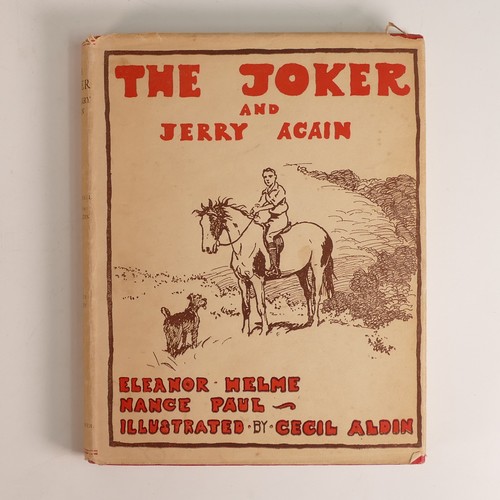 THE JOKER
AND
JERRY AGAIN
ELEANOR · HELME
NANCE PAUL ~
ILLUSTRATED · BY · CECIL ALDIN